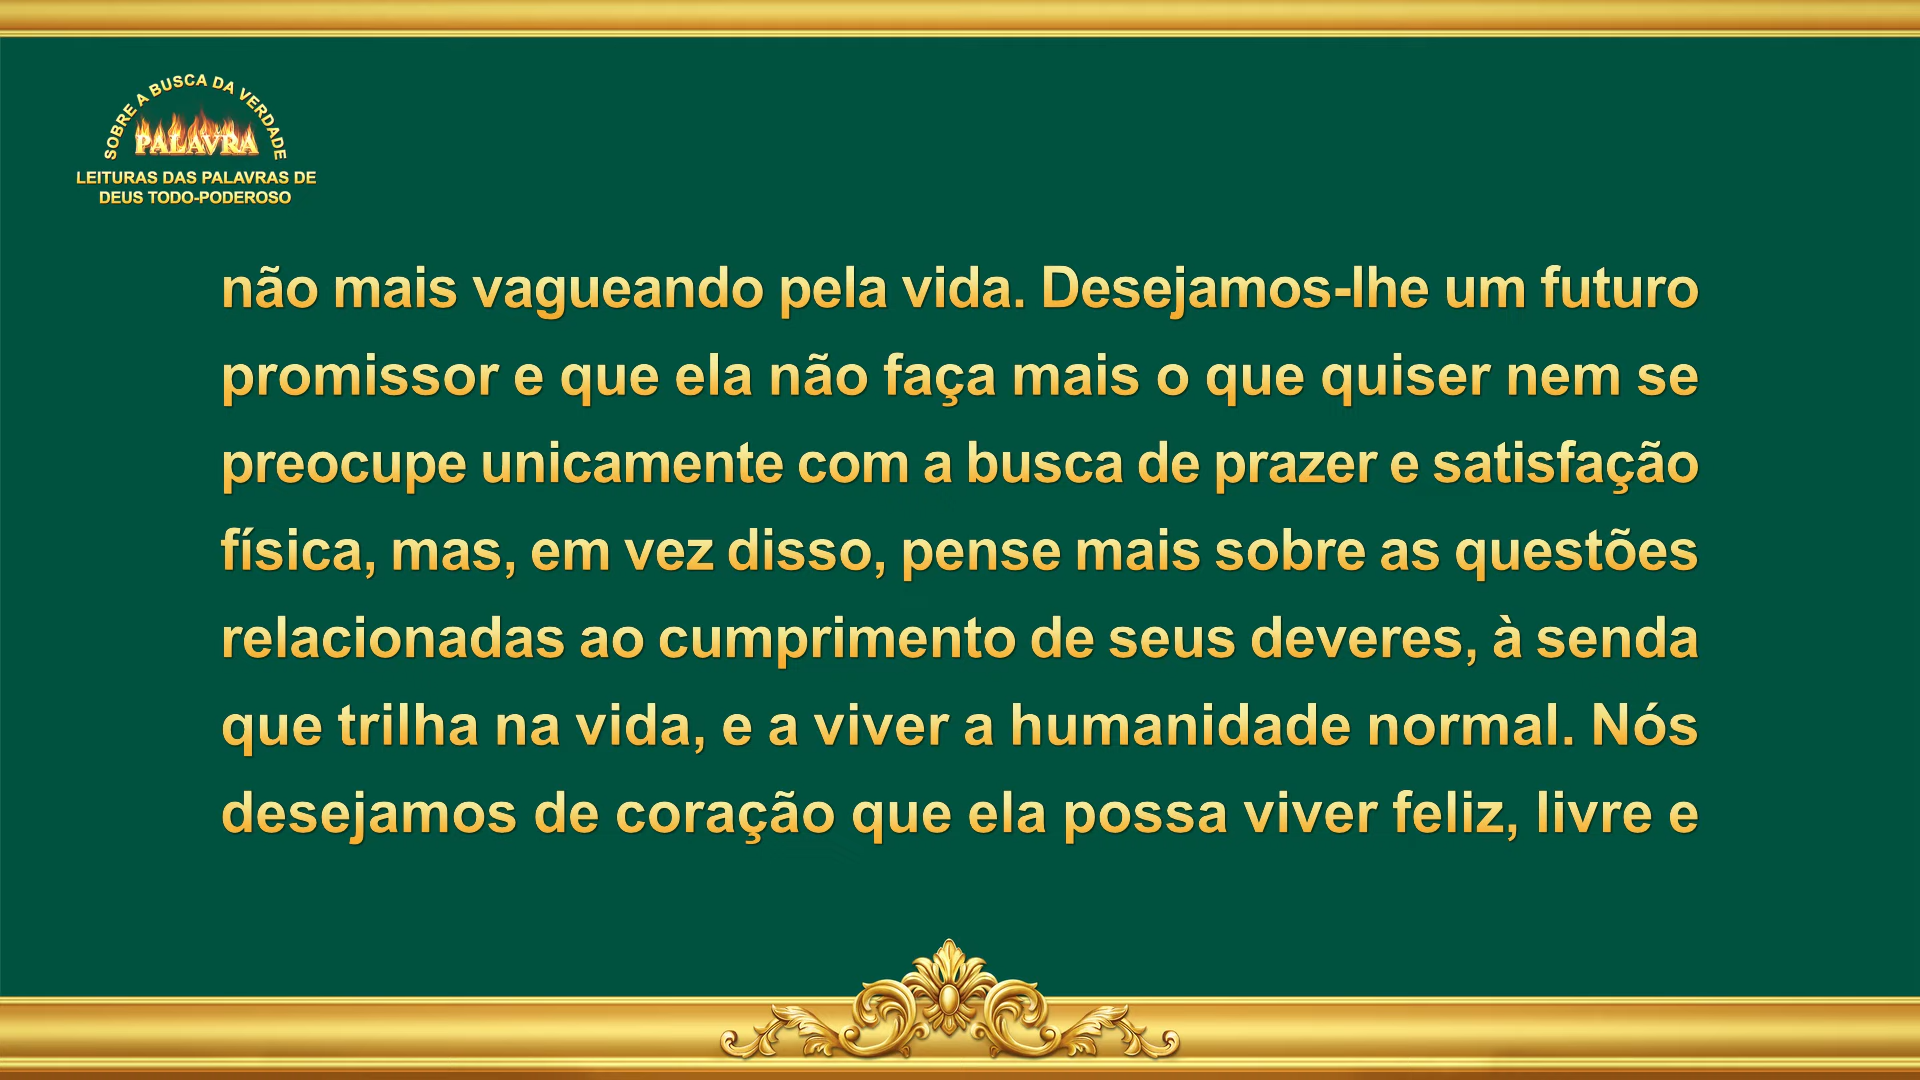 SOBRE A BUSCA DA VERDADE
PALAVRA
LEITURAS DAS PALAVRAS DE
DEUS TODO-PODEROSO
não mais vagueando pela vida. Desejamos-lhe um futuro
promissor e que ela não faça mais o que quiser nem se
preocupe unicamente com a busca de prazer e satisfação
física, mas, em vez disso, pense mais sobre as questões
relacionadas ao cumprimento de seus deveres, à senda
que trilha na vida, e a viver a humanidade normal. Nós
desejamos de coração que ela possa viver feliz, livre e